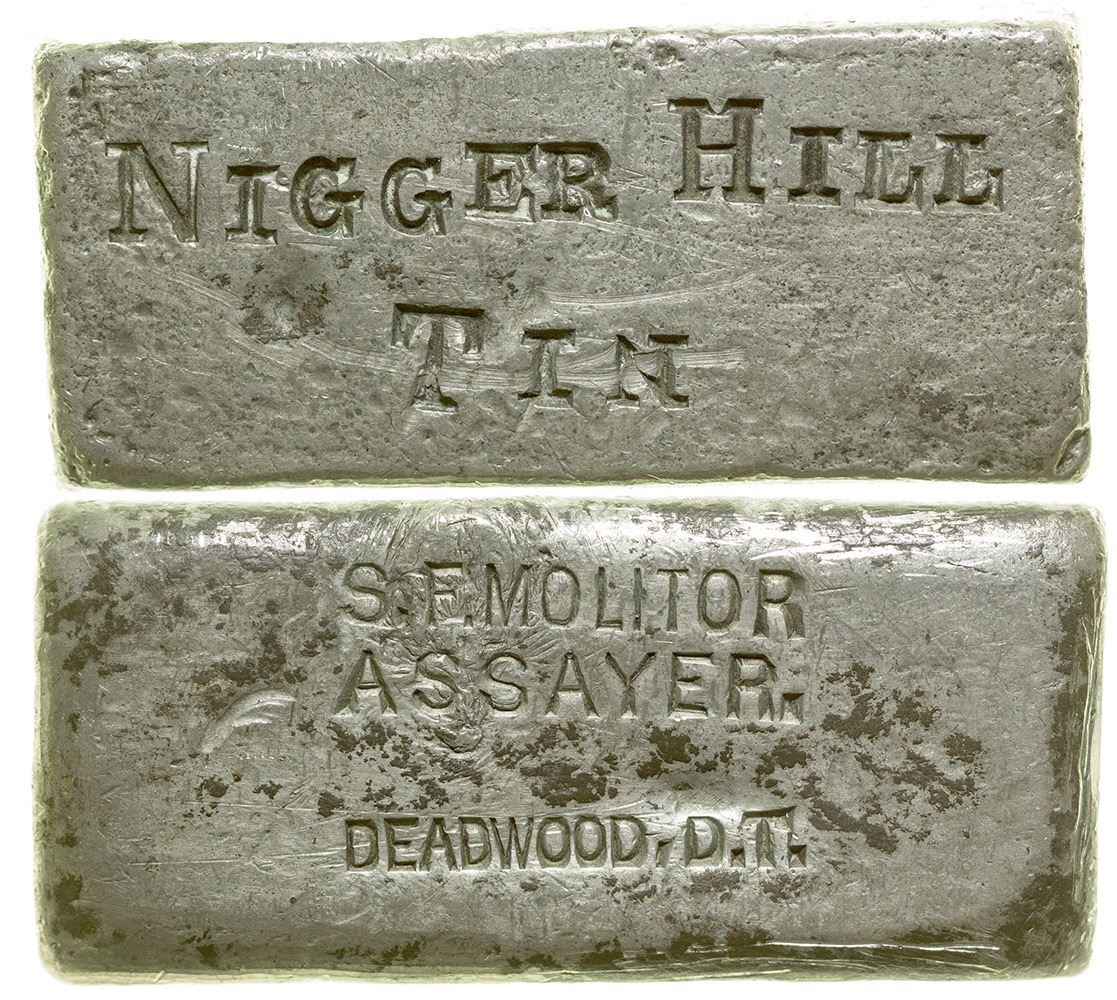 NIGGER HILL
TIN
S. F. MOLITOR
ASSAYER.
DEADWOOD, D.T.